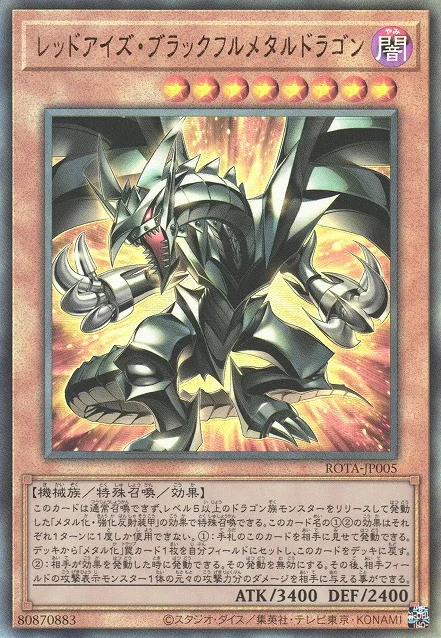 レッドアイズ・ブラックフルメタルドラゴン
闇
やみ
ROTA-JP005
【機械族／特殊召喚／効果】
このカードは通常召喚できず、レベル5以上のドラゴン族モンスターをリリースして発動
した「メタル化・強化反射装甲」の効果で特殊召喚できる。このカード名の①②の効果はそれ
ぞれ1ターンに1度しか使用できない。①：手札のこのカードを相手に見せて発動できる。
デッキから「メタル化」罠カード1枚を自分フィールドにセットし、このカードをデッキに戻す。
②：相手が効果を発動した時に発動できる。その発動を無効にする。その後、相手フィー
ルドの攻撃表示モンスター1体の元々の攻撃力分のダメージを相手に与える事ができる。
ATK/3400 DEF/2400
80870883
©スタジオ・ダイス／集英社・テレビ東京・KONAMI